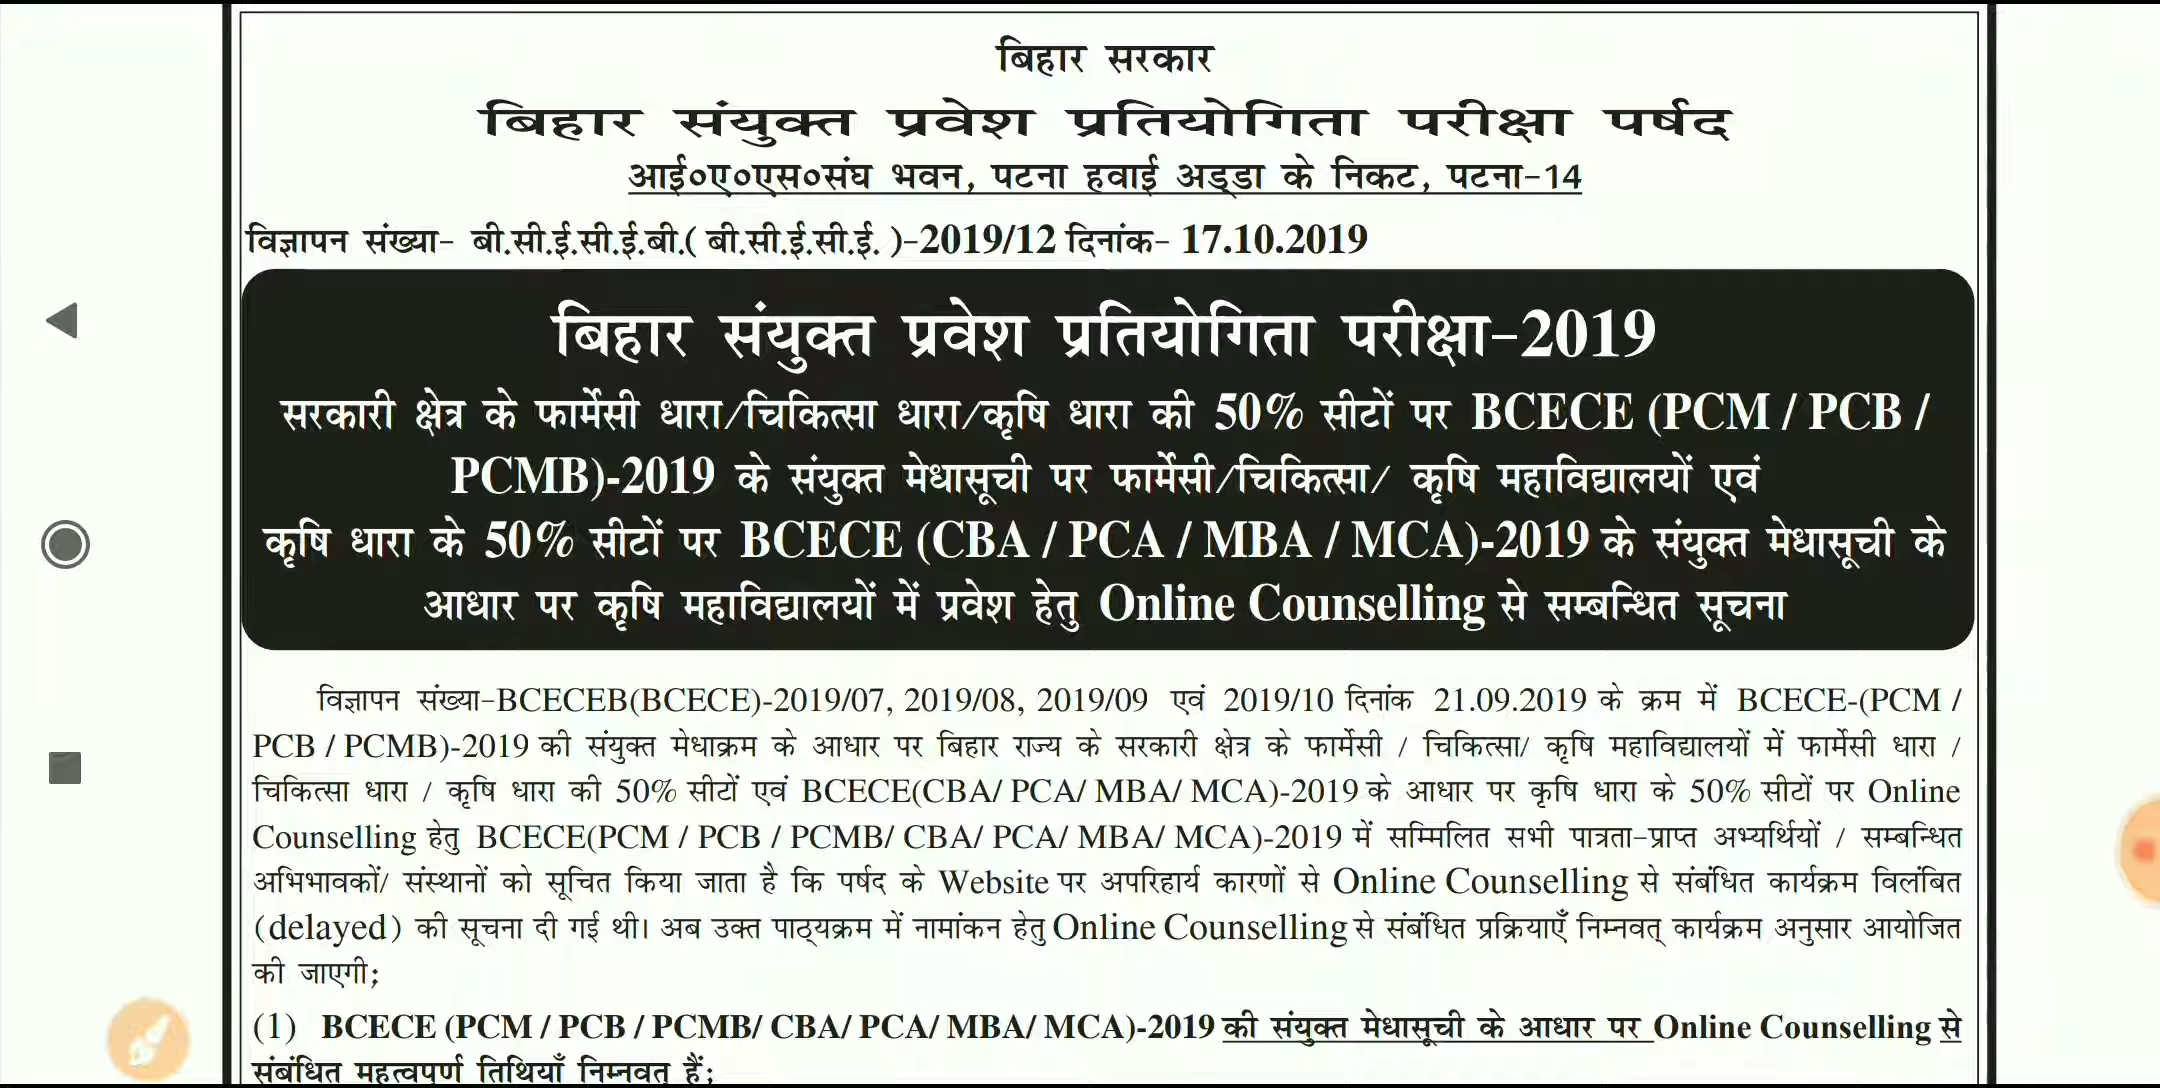 बिहार सरकार
बिहार संयुक्त प्रवेश प्रतियोगिता परीक्षा पर्षद
आई०ए०एस०संघ भवन, पटना हवाई अड्डा के निकट, पटना-14
विज्ञापन संख्या- बी.सी.ई.सी.ई.बी.( बी.सी.ई.सी.ई. )-2019/12 दिनांक- 17.10.2019
बिहार संयुक्त प्रवेश प्रतियोगिता परीक्षा-2019
सरकारी क्षेत्र के फार्मेसी धारा/चिकित्सा धारा/कृषि धारा की 50% सीटों पर BCECE (PCM / PCB /
PCMB)-2019 के संयुक्त मेधासूची पर फार्मेसी/चिकित्सा/ कृषि महाविद्यालयों एवं
कृषि धारा के 50% सीटों पर BCECE (CBA / PCA / MBA / MCA)-2019 के संयुक्त मेधासूची के
आधार पर कृषि महाविद्यालयों में प्रवेश हेतु Online Counselling से सम्बन्धित सूचना
विज्ञापन संख्या-BCECEB(BCECE)-2019/07, 2019/08, 2019/09 एवं 2019/10 दिनांक 21.09.2019 के क्रम में BCECE-(PCM /
PCB / PCMB)-2019 की संयुक्त मेधाक्रम के आधार पर बिहार राज्य के सरकारी क्षेत्र के फार्मेसी / चिकित्सा/ कृषि महाविद्यालयों में फार्मेसी धारा /
चिकित्सा धारा / कृषि धारा की 50% सीटों एवं BCECE(CBA/ PCA/ MBA/ MCA)-2019 के आधार पर कृषि धारा के 50% सीटों पर Online
Counselling हेतु BCECE(PCM / PCB / PCMB/ CBA/ PCA/ MBA/ MCA)-2019 में सम्मिलित सभी पात्रता-प्राप्त अभ्यर्थियों / सम्बन्धित
अभिभावकों/ संस्थानों को सूचित किया जाता है कि पर्षद के Website पर अपरिहार्य कारणों से Online Counselling से संबंधित कार्यक्रम विलंबित
(delayed) की सूचना दी गई थी। अब उक्त पाठ्यक्रम में नामांकन हेतु Online Counselling से संबंधित प्रक्रियाएँ निम्नवत् कार्यक्रम अनुसार आयोजित
की जाएगी;
(1) BCECE (PCM / PCB / PCMB/ CBA/ PCA/ MBA/ MCA)-2019 की संयुक्त मेधासूची के आधार पर Online Counselling से
संबंधित महत्वपूर्ण तिथियाँ निम्नवत् हैं;